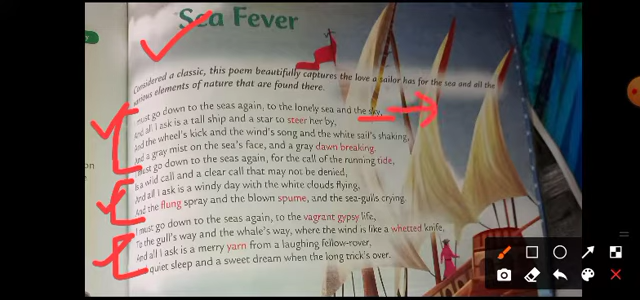 Sea Fever
Considered a classic, this poem beautifully captures the love a sailor has for the sea and all the
various elements of nature that are found there.
I must go down to the seas again, to the lonely sea and the sky,
And all I ask is a tall ship and a star to steer her by,
And the wheel's kick and the wind's song and the white sail's shaking,
And a gray mist on the sea's face, and a gray dawn breaking.
I must go down to the seas again, for the call of the running tide,
Is a wild call and a clear call that may not be denied,
And all I ask is a windy day with the white clouds flying,
And the flung spray and the blown spume, and the sea-gulls crying.
I must go down to the seas again, to the vagrant gypsy life,
To the gull's way and the whale's way, where the wind is like a whetted knife,
And all I ask is a merry yarn from a laughing fellow-rover,
quiet sleep and a sweet dream when the long trick's over.